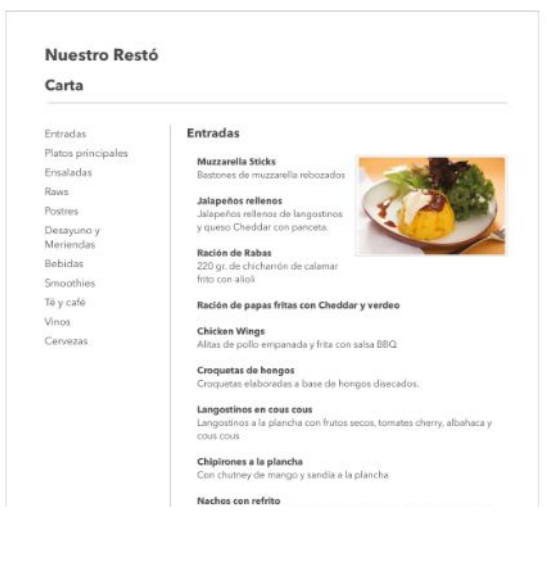 Nuestro Restó
Carta
Entradas
Platos principales
Ensaladas
Raws
Postres
Desayuno y
Meriendas
Bebidas
Smoothies
Té y café
Vinos
Cervezas
Entradas
Muzzarella Sticks
Bastones de muzzarella rebozados
Jalapeños rellenos
Jalapeños rellenos de langostinos
y queso Cheddar con panceta.
Ración de Rabas
220 gr. de chicharrón de calamar
frito con alioli
Ración de papas fritas con Cheddar y verdeo
Chicken Wings
Alitas de pollo empanada y frita con salsa BBQ
Croquetas de hongos
Croquetas elaboradas a base de hongos disecados.
Langostinos en cous cous
Langostinos a la plancha con frutos secos, tomates cherry, albahaca y
cous cous
Chipirones a la plancha
Con chutney de mango y sandia a la plancha
Nachos con refrito